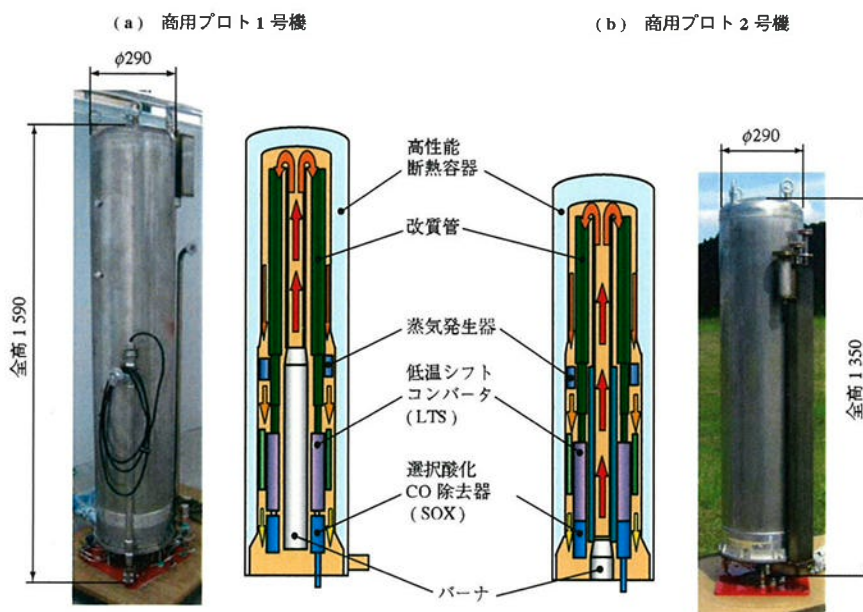 (a) 商用プロト1号機
(b) 商用プロト2号機
φ290
全高 1 590
高性能
断熱容器
改質管
蒸気発生器
低温シフト
コンバータ
(LTS)
選択酸化
CO 除去器
(SOX)
バーナ
φ290
全高 1 350